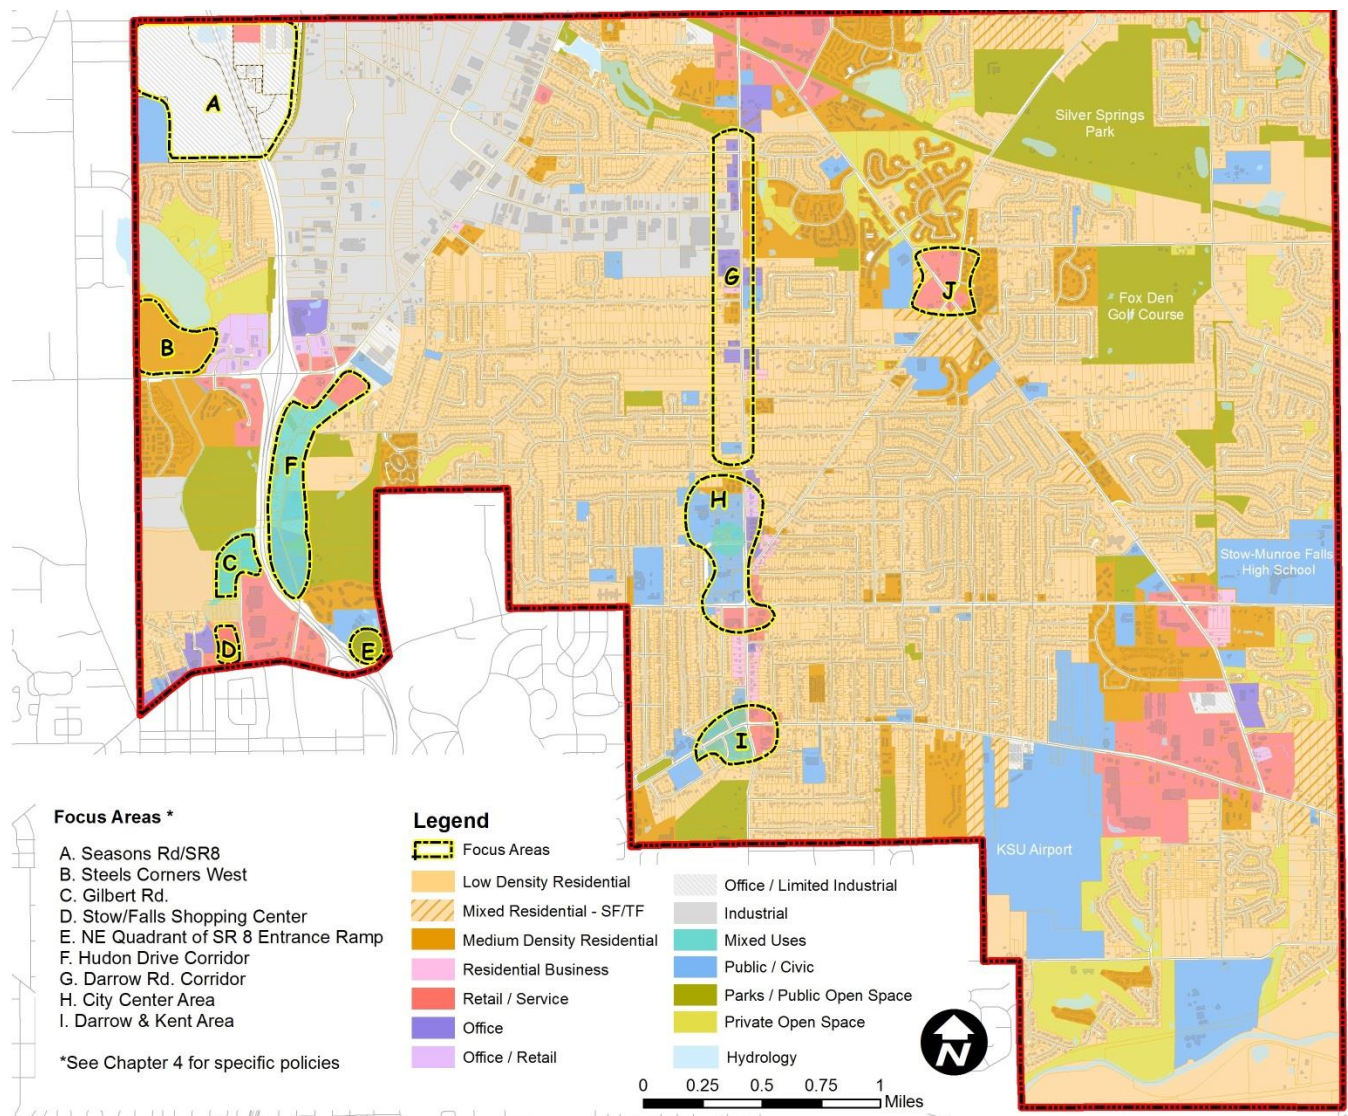 A
Silver Springs
Park
G
J
Fox Den
Golf Course
B
F
H
C
Stow-Munroe Falls
High School
D
E
I
KSU Airport
Focus Areas *
A. Seasons Rd/SR8
B. Steels Corners West
C. Gilbert Rd.
D. Stow/Falls Shopping Center
E. NE Quadrant of SR 8 Entrance Ramp
F. Hudon Drive Corridor
G. Darrow Rd. Corridor
H. City Center Area
I. Darrow & Kent Area
*See Chapter 4 for specific policies
Legend
Focus Areas
Low Density Residential
Mixed Residential - SF/TF
Medium Density Residential
Residential Business
Retail / Service
Office
Office / Retail
Office / Limited Industrial
Industrial
Mixed Uses
Public / Civic
Parks / Public Open Space
Private Open Space
Hydrology
N
0 0.25 0.5 0.75 1
Miles